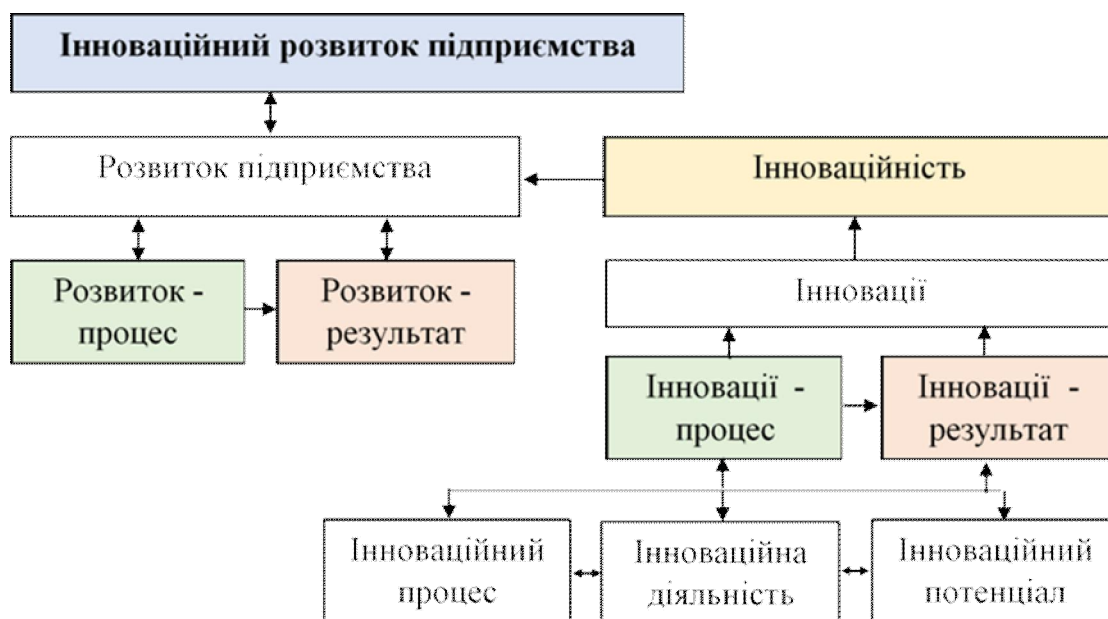 Інноваційний розвиток підприємства
Розвиток підприємства
Інноваційність
Розвиток -
процес
Розвиток -
результат
Інновації
Інновації -
процес
Інновації -
результат
Інноваційний
процес
Інноваційна
діяльність
Інноваційний
потенціал